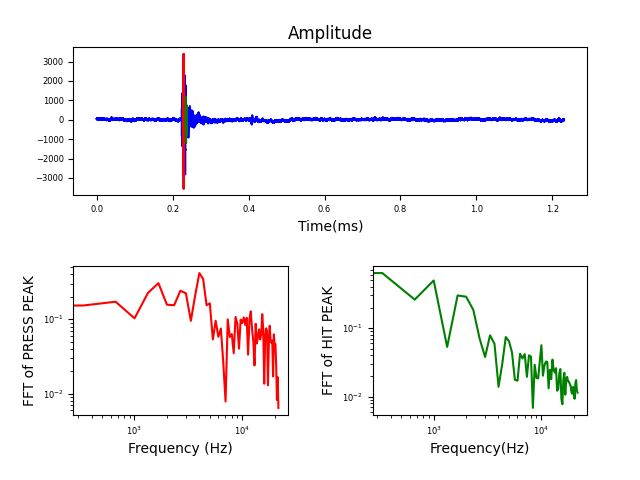 Amplitude
3000
2000
1000
0
−1000
−2000
−3000
0.0 0.2 0.4 0.6 0.8 1.0 1.2
Time(ms)
FFT of PRESS PEAK
10⁻¹
10⁻²
10³ 10⁴
Frequency (Hz)
FFT of HIT PEAK
10⁻¹
10⁻²
10³ 10⁴
Frequency(Hz)